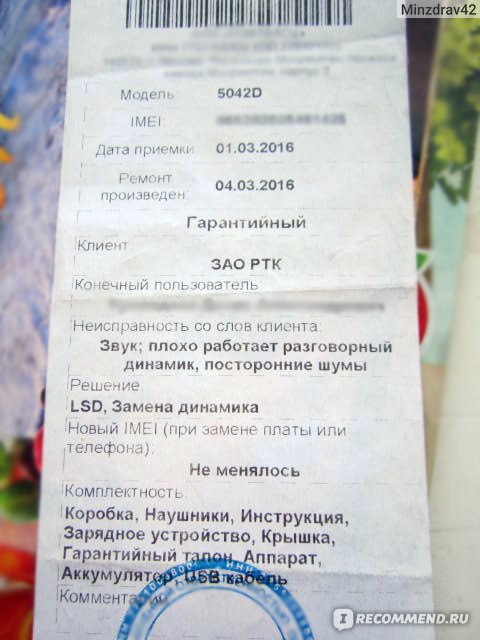 Minzdrav42
Модель: 5042D
IMEI:
Дата приемки: 01.03.2016
Ремонт
произведен: 04.03.2016
Гарантийный
Клиент
ЗАО РТК
Конечный пользователь
Неисправность со слов клиента:
Звук; плохо работает разговорный
динамик, посторонние шумы
Решение:
LSD, Замена динамика
Новый IMEI (при замене платы или
телефона):
Не менялось
Комплектность:
Коробка, Наушники, Инструкция,
Зарядное устройство, Крышка,
Гарантийный талон, Аппарат,
Аккумулятор, USB кабель
Комментарии
IRECOMMEND.RU